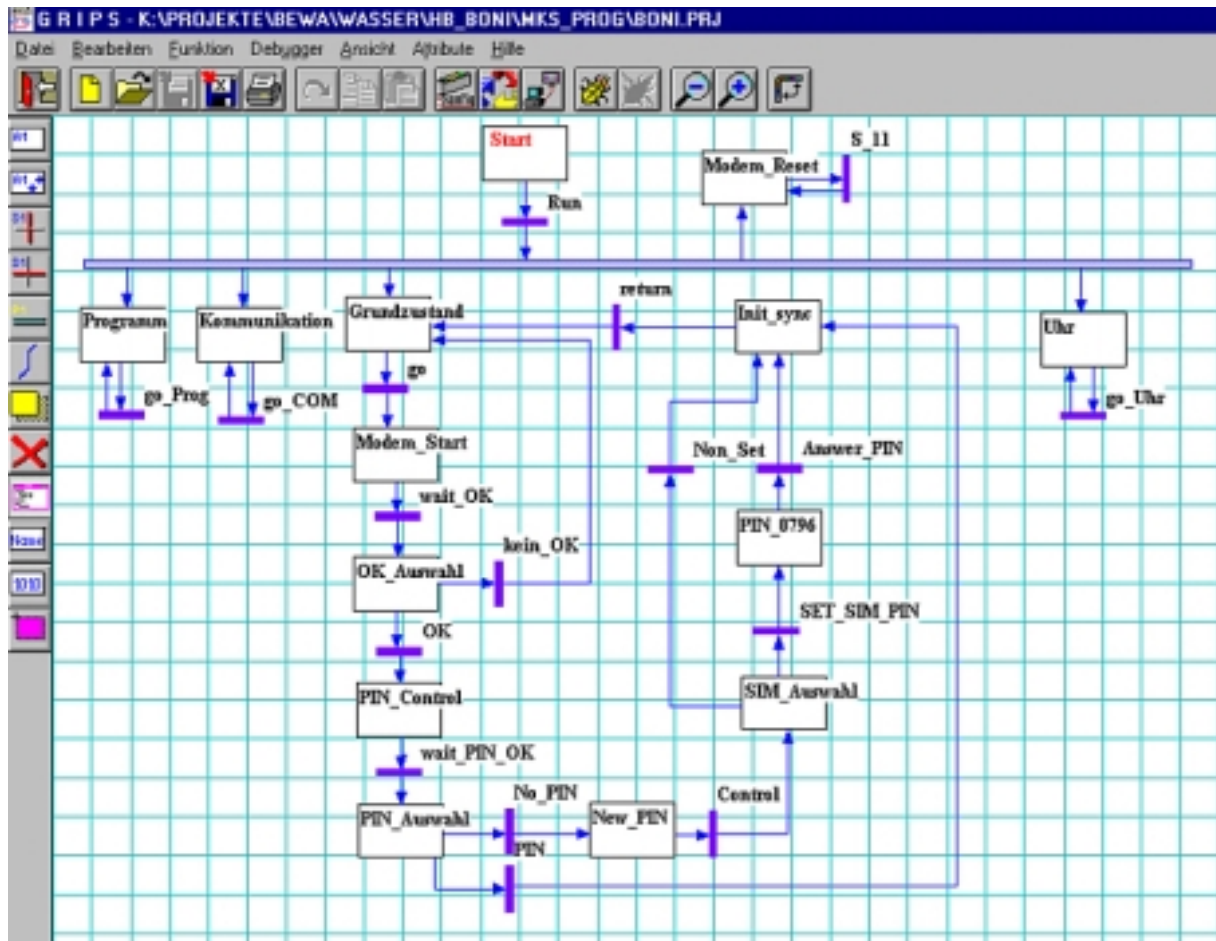 G R I P S - K:\PROJEKTE\BEWA\WASSER\HB_BONI\MKS_PROG\BONI.PRJ
Datei Bearbeiten Funktion Debugger Ansicht Attribute Hilfe
Start
S_11
Modem_Reset
Run
return
Programm
Kommunikation
Grundzustand
Init_sync
Uhr
go
go_Prog
go_COM
go_Uhr
Modem_Start
Non_Set
Answer_PIN
wait_OK
PIN_0796
kein_OK
OK_Auswahl
SET_SIM_PIN
OK
PIN_Control
SIM_Auswahl
wait_PIN_OK
No_PIN
Control
PIN_Auswahl
New_PIN
PIN
Name
1010